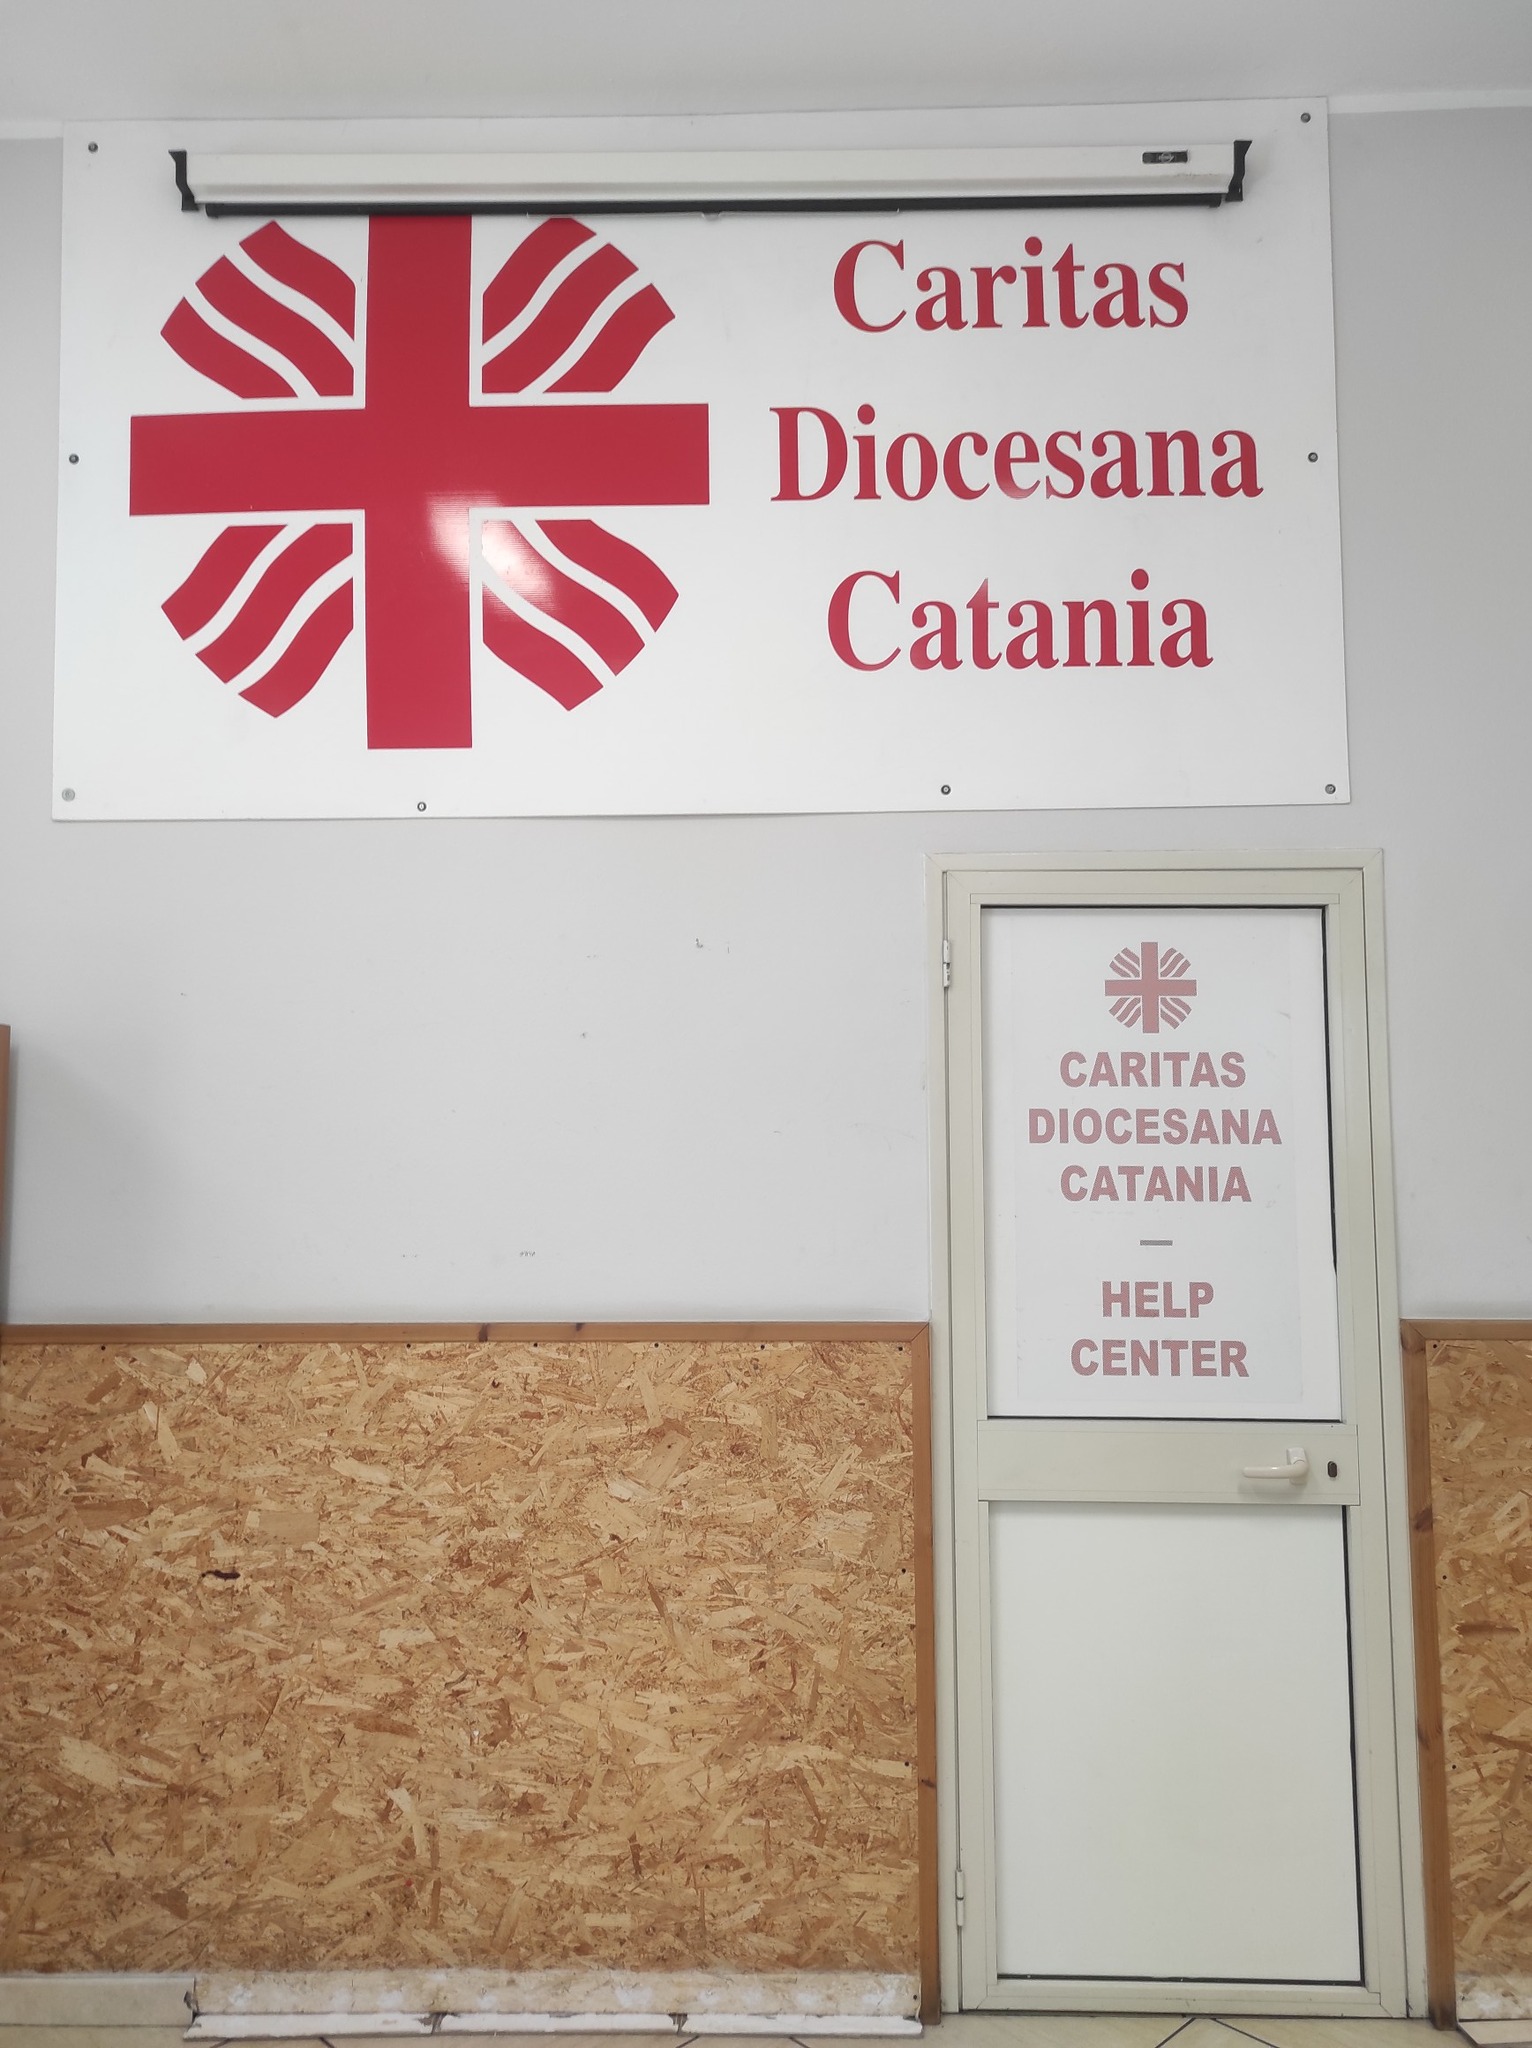 Caritas
Diocesana
Catania
CARITAS
DIOCESANA
CATANIA
—
HELP
CENTER